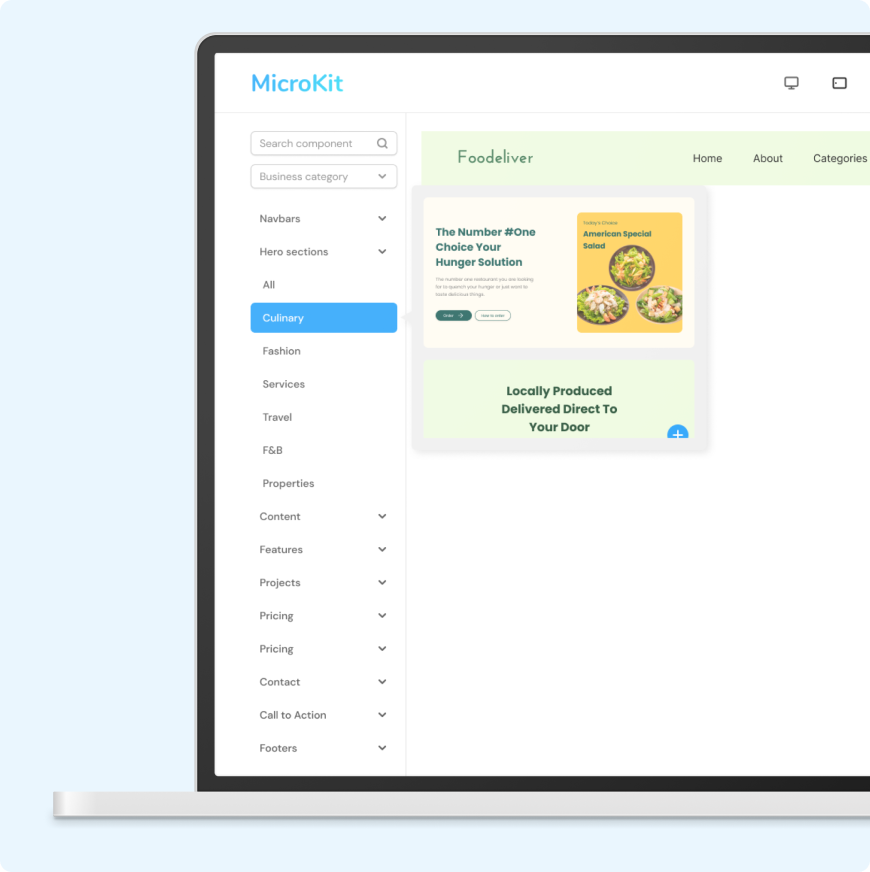 MicroKit
Search component
Business category
Navbars
Hero sections
All
Culinary
Fashion
Services
Travel
F&B
Properties
Content
Features
Projects
Pricing
Pricing
Contact
Call to Action
Footers
Foodeliver
Home
About
Categories
The Number #One
Choice Your
Hunger Solution
The number one restaurant you are looking
for to quench your hunger or just want to
taste delicious things.
Order
How to order
Today's Choice
American Special
Salad
Locally Produced
Delivered Direct To
Your Door